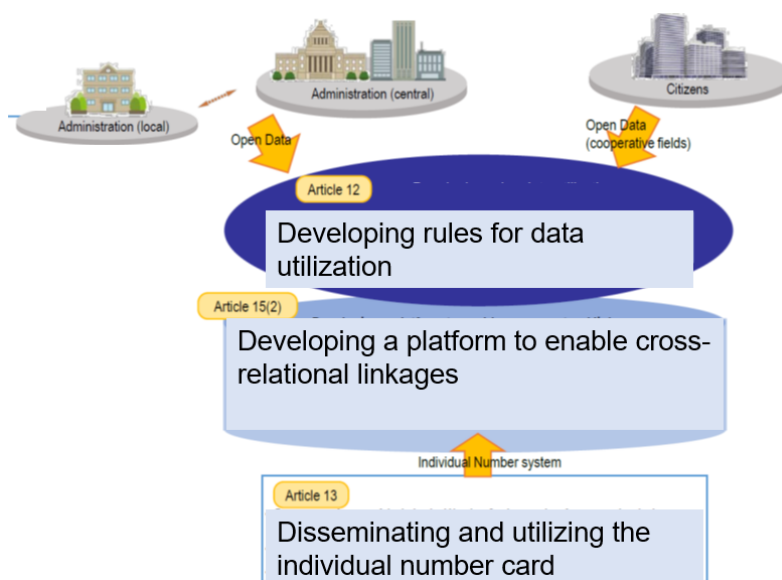 Administration (local)
Administration (central)
Citizens
Open Data
Open Data
(cooperative fields)
Article 12
Developing rules for data
utilization
Article 15(2)
Developing a platform to enable cross-
relational linkages
Individual Number system
Article 13
Disseminating and utilizing the
individual number card